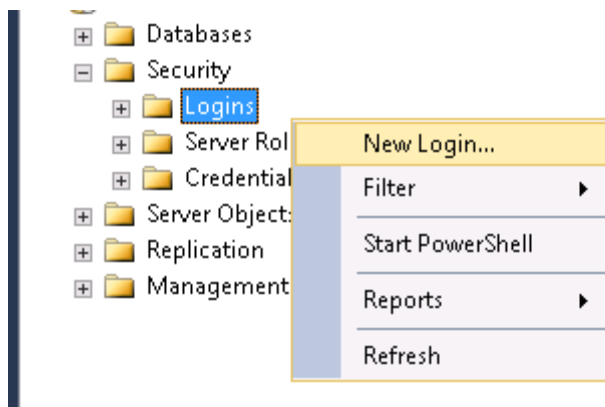 Databases
Security
Logins
Server Rol
Credential
Server Object:
Replication
Management
New Login...
Filter
Start PowerShell
Reports
Refresh